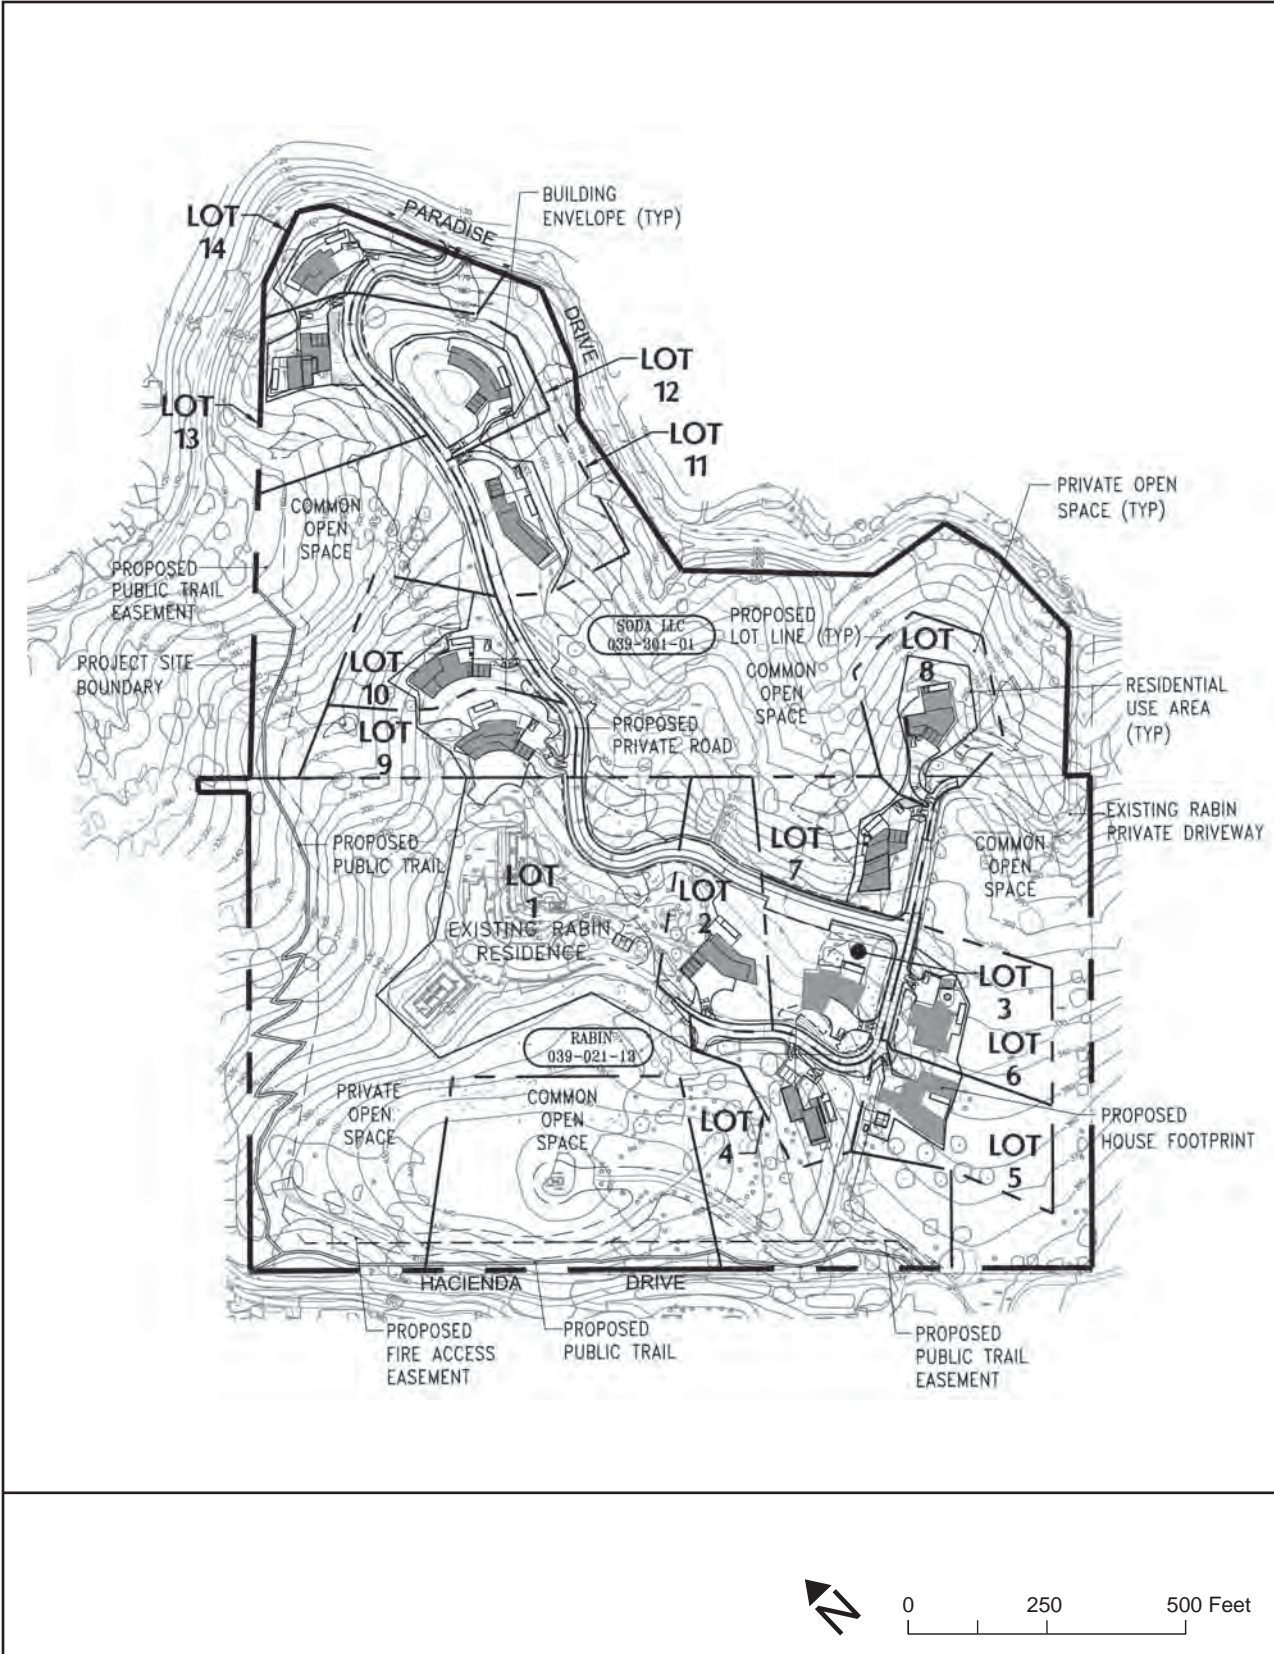 BUILDING
ENVELOPE (TYP)
PARADISE
DRIVE
LOT
14
LOT
12
LOT
13
LOT
11
PRIVATE OPEN
SPACE (TYP)
COMMON
OPEN
SPACE
PROPOSED
PUBLIC TRAIL
EASEMENT
SODA LLC
039-301-01
PROPOSED
LOT LINE (TYP)
LOT
8
PROJECT SITE
BOUNDARY
LOT
10
COMMON
OPEN
SPACE
RESIDENTIAL
USE AREA
(TYP)
LOT
9
PROPOSED
PRIVATE ROAD
EXISTING RABIN
PRIVATE DRIVEWAY
PROPOSED
PUBLIC TRAIL
LOT
7
COMMON
OPEN
SPACE
LOT
1
LOT
2
EXISTING RABIN
RESIDENCE
LOT
3
RABIN
039-021-13
LOT
6
PRIVATE
OPEN
SPACE
COMMON
OPEN
SPACE
LOT
4
PROPOSED
HOUSE FOOTPRINT
LOT
5
HACIENDA DRIVE
PROPOSED
FIRE ACCESS
EASEMENT
PROPOSED
PUBLIC TRAIL
PROPOSED
PUBLIC TRAIL
EASEMENT
N
0 250 500 Feet